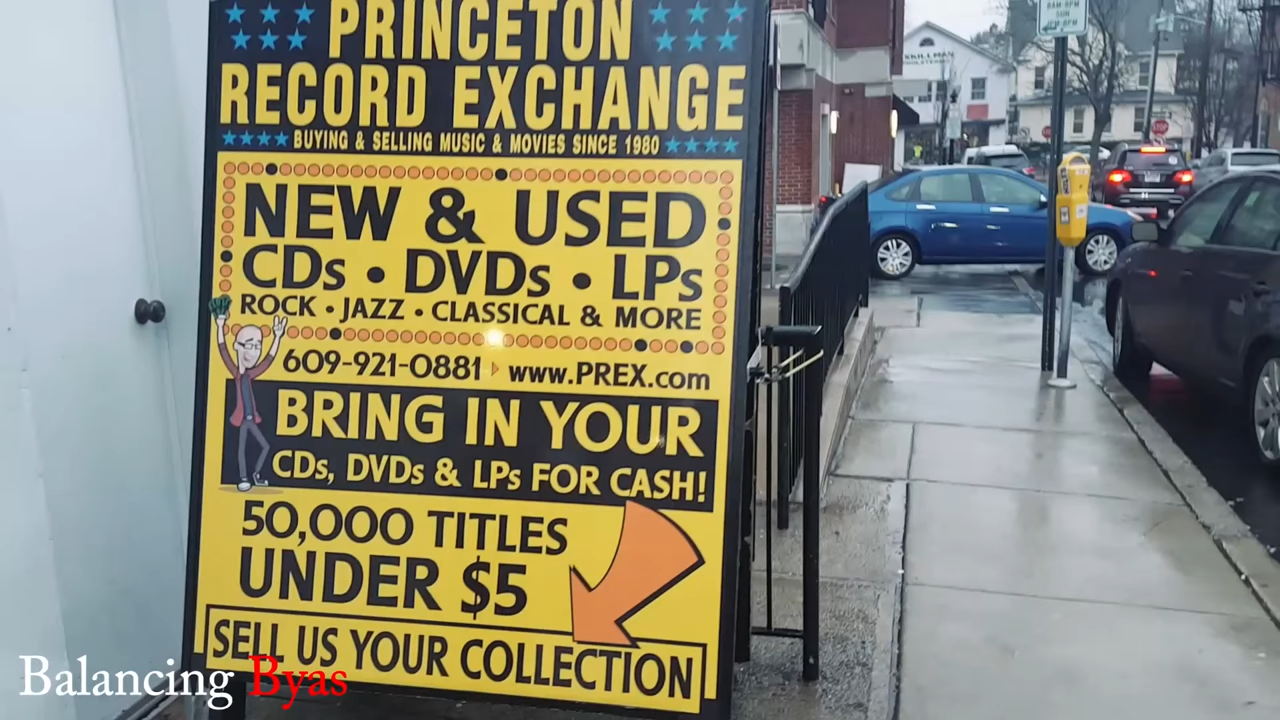 PRINCETON
RECORD EXCHANGE
BUYING & SELLING MUSIC & MOVIES SINCE 1980
NEW & USED
CDs • DVDs • LPs
ROCK • JAZZ • CLASSICAL & MORE
609-921-0881 www.PREX.com
BRING IN YOUR
CDs, DVDs & LPs FOR CASH!
50,000 TITLES
UNDER $5
SELL US YOUR COLLECTION
Balancing Byas
SKILLMAN
STOP